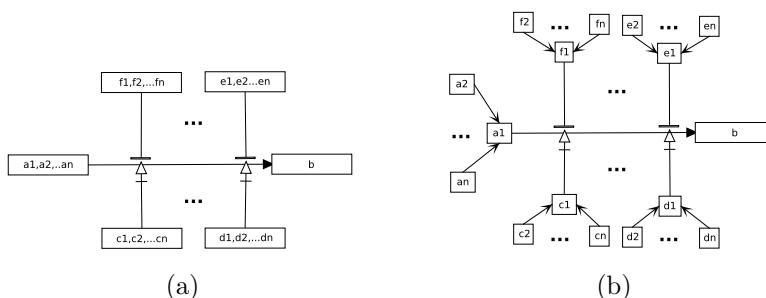 f1,f2,...fn
e1,e2...en
...
a1,a2,..an
b
...
c1,c2,...cn
d1,d2,...dn
(a)
f2
...
fn
e2
...
en
f1
e1
a2
...
...
a1
b
an
...
c1
d1
c2
...
cn
d2
...
dn
(b)